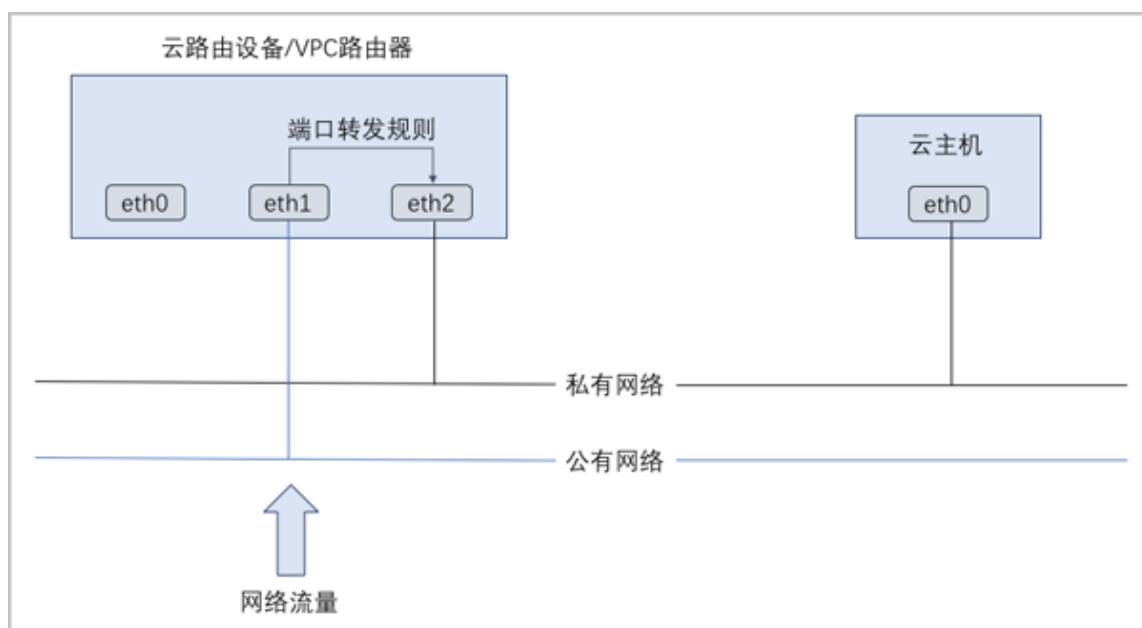 云路由设备/VPC路由器
端口转发规则
云主机
eth0
eth1
eth2
eth0
私有网络
公有网络
网络流量